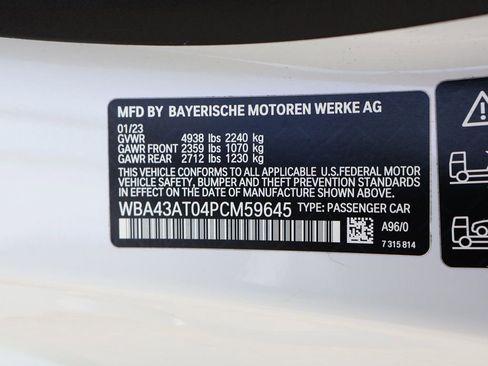 MFD BY BAYERISCHE MOTOREN WERKE AG
01/23
GVWR 4938 lbs 2240 kg
GAWR FRONT 2359 lbs 1070 kg
GAWR REAR 2712 lbs 1230 kg
THIS VEHICLE CONFORMS TO ALL APPLICABLE U.S.FEDERAL MOTOR
VEHICLE SAFETY, BUMPER AND THEFT PREVENTION STANDARDS
IN EFFECT ON THE DATE OF MANUFACTURE SHOWN ABOVE.
WBA43AT04PCM59645 TYPE: PASSENGER CAR
A96/0
7 315 814